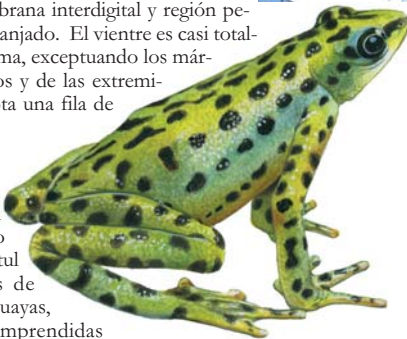 brana interdigital y región pe-
anjado. El vientre es casi total-
ma, exceptuando los már-
os y de las extremi-
ota una fila de
o
tul
s de
uayas,
mprendidas